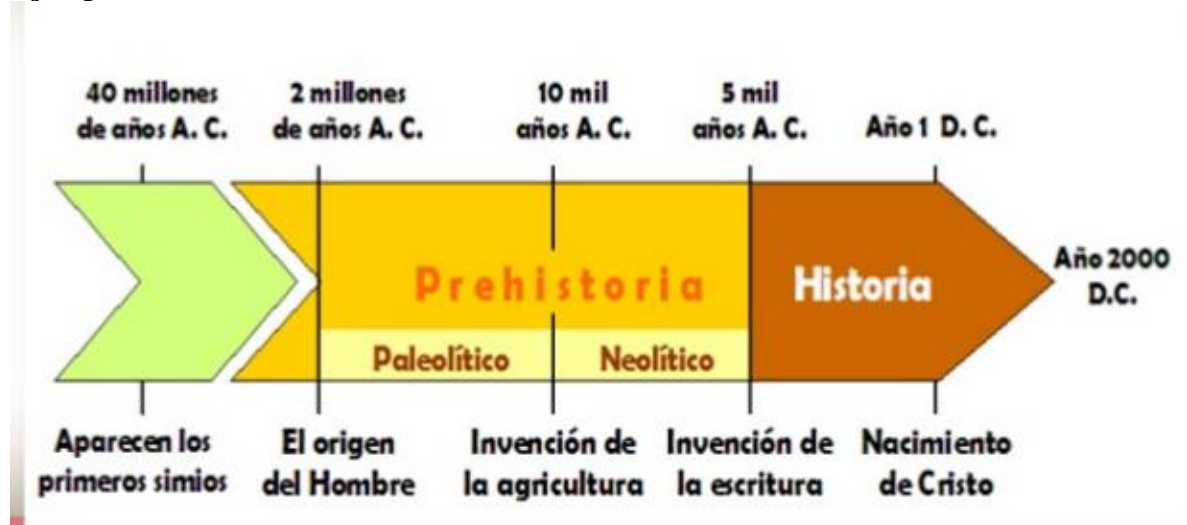 40 millones
de años A. C.
2 millones
de años A. C.
10 mil
años A. C.
5 mil
años A. C.
Año 1 D. C.
Prehistoria
Historia
Año 2000
D.C.
Paleolítico
Neolítico
Aparecen los
primeros simios
El origen
del Hombre
Invención de
la agricultura
Invención de
la escritura
Nacimiento
de Cristo